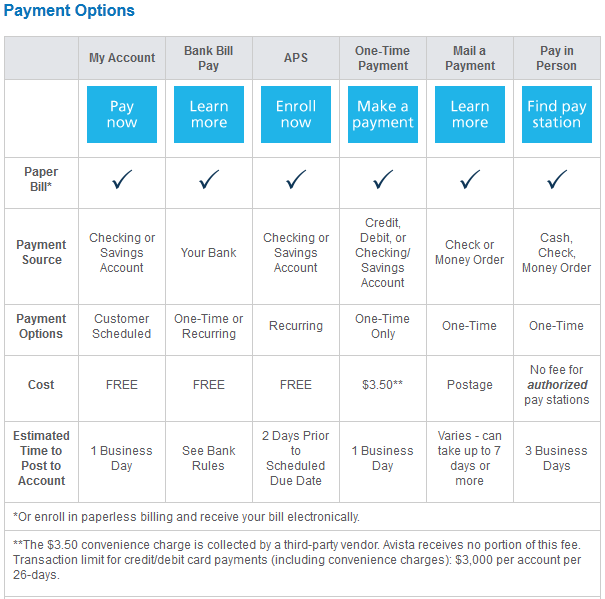 Payment Options
My Account
Bank Bill
Pay
APS
One-Time
Payment
Mail a
Payment
Pay in
Person
Pay
now
Learn
more
Enroll
now
Make a
payment
Learn
more
Find pay
station
Paper
Bill*
Payment
Source
Checking or
Savings
Account
Your Bank
Checking or
Savings
Account
Credit,
Debit, or
Checking/
Savings
Account
Check or
Money Order
Cash,
Check,
Money Order
Payment
Options
Customer
Scheduled
One-Time or
Recurring
Recurring
One-Time
Only
One-Time
One-Time
Cost
FREE
FREE
FREE
$3.50**
Postage
No fee for
authorized
pay stations
Estimated
Time to
Post to
Account
1 Business
Day
See Bank
Rules
2 Days Prior
to
Scheduled
Due Date
1 Business
Day
Varies - can
take up to 7
days or
more
3 Business
Days
*Or enroll in paperless billing and receive your bill electronically.
**The $3.50 convenience charge is collected by a third-party vendor. Avista receives no portion of this fee.
Transaction limit for credit/debit card payments (including convenience charges): $3,000 per account per
26-days.